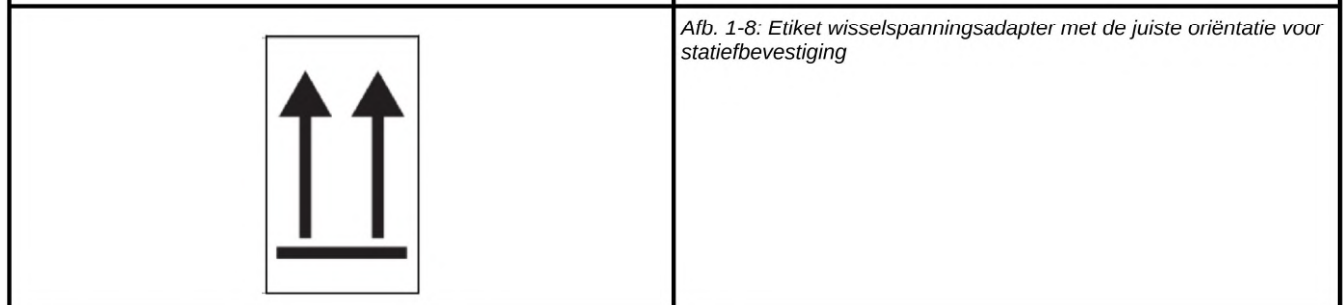 Afb. 1-8: Etiket wisselspanningsadapter met de juiste oriëntatie voor
statiefbevestiging